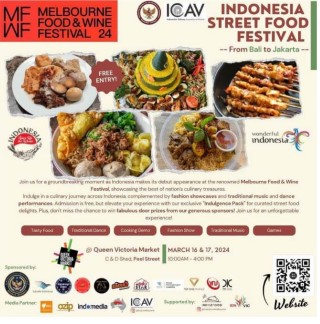 MELBOURNE
FOOD & WINE
FESTIVAL 24
ICAV
INDONESIA
STREET FOOD
FESTIVAL
-- From Bali to Jakarta --
FREE
ENTRY!
INDONESIA
wonderful
indonesia
Join us for a groundbreaking moment as Indonesia makes its debut appearance at the renowned Melbourne Food & Wine
Festival, showcasing the best of nation's culinary treasures.
Indulge in a culinary journey across Indonesia, complemented by fashion showcases and traditional music and dance
performances. Admission is free, but elevate your experience with our exclusive "Indulgence Pack" for curated street food
delights. Plus, don't miss the chance to win fabulous door prizes from our generous sponsors! Join us for an unforgettable
experience!
Tasty Food
Traditional Dance
Cooking Demo
Fashion Show
Traditional Music
Games
@ Queen Victoria Market
C & D Shed, Peel Street
MARCH 16 & 17, 2024
10:00AM - 4:00 PM
Sponsored by:
Media Partner:
ozip
indomedia
ICAV
Supported by:
Website